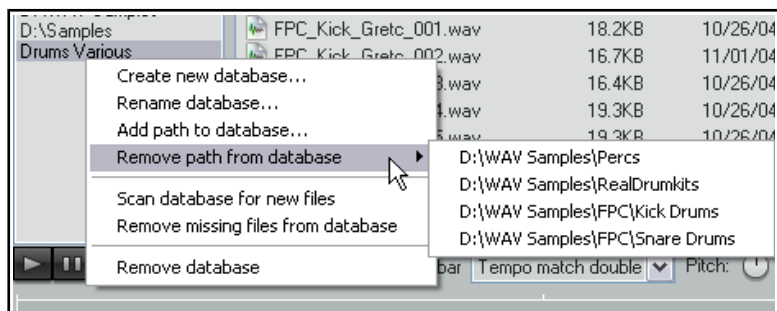 D:\Samples
FPC_Kick_Gretc_001.wav 18.2KB 10/26/04
Drums Various
FPC_Kick_Gretc_002.wav 16.7KB 11/01/04
.wav 16.4KB 10/26/04
.wav 19.3KB 10/26/04
.wav 19.3KB 10/26/04
Create new database...
Rename database...
Add path to database...
Remove path from database
Scan database for new files
Remove missing files from database
Remove database
D:\WAV Samples\Percs
D:\WAV Samples\RealDrumkits
D:\WAV Samples\FPC\Kick Drums
D:\WAV Samples\FPC\Snare Drums
bar Tempo match double Pitch: